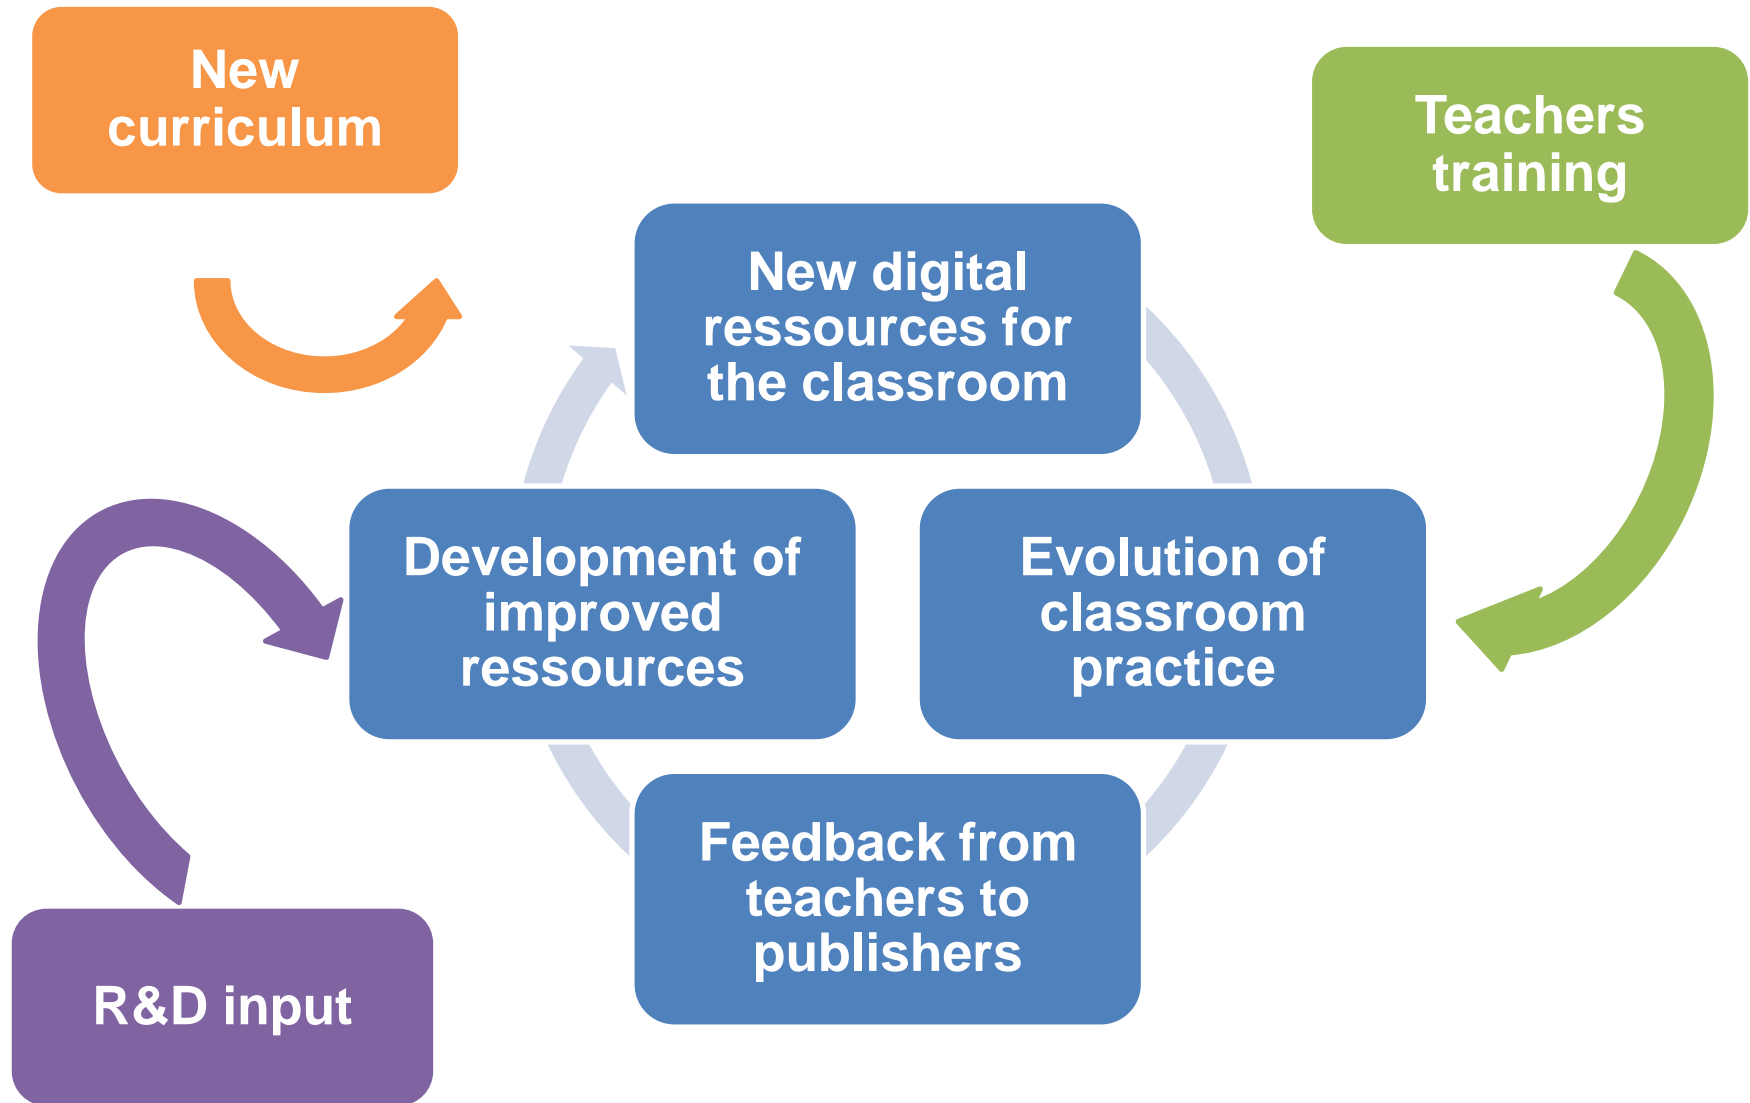 New
curriculum
Teachers
training
New digital
ressources for
the classroom
Development of
improved
ressources
Evolution of
classroom
practice
Feedback from
teachers to
publishers
R&D input